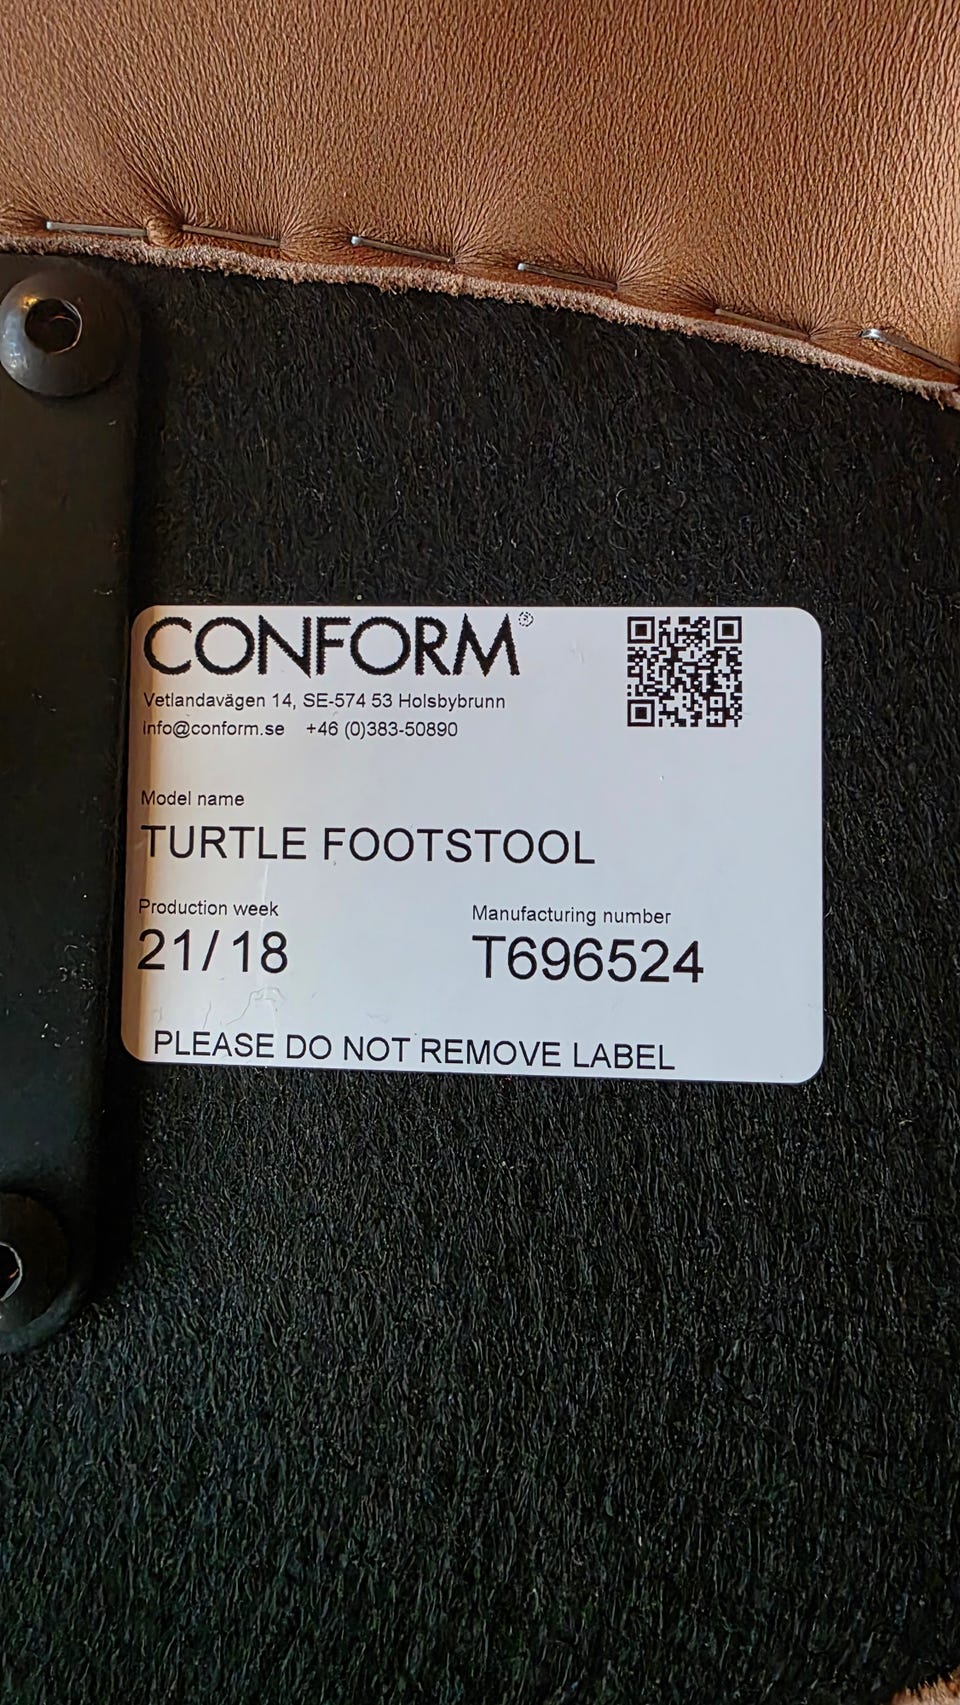 CONFORM®
Vetlandavägen 14, SE-574 53 Holsbybrunn
info@conform.se +46 (0)383-50890
Model name
TURTLE FOOTSTOOL
Production week
21/18
Manufacturing number
T696524
PLEASE DO NOT REMOVE LABEL